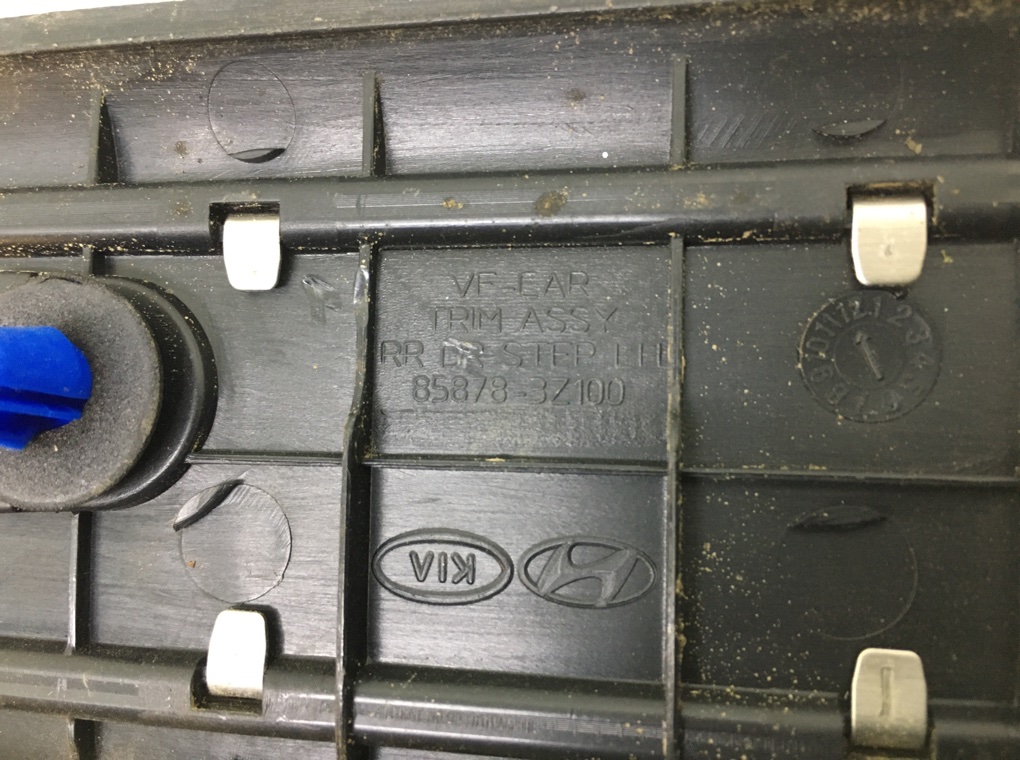 VF-EAR
TRIM ASSY
RR DR STEP LH
85878-3Z100
KIA